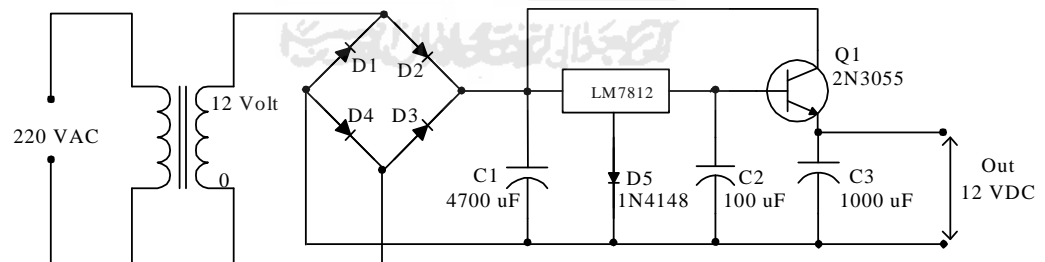 Q1
2N3055
D1
D2
12 Volt
LM7812
220 VAC
D4
D3
0
C1
4700 uF
D5
1N4148
C2
100 uF
C3
1000 uF
Out
12 VDC